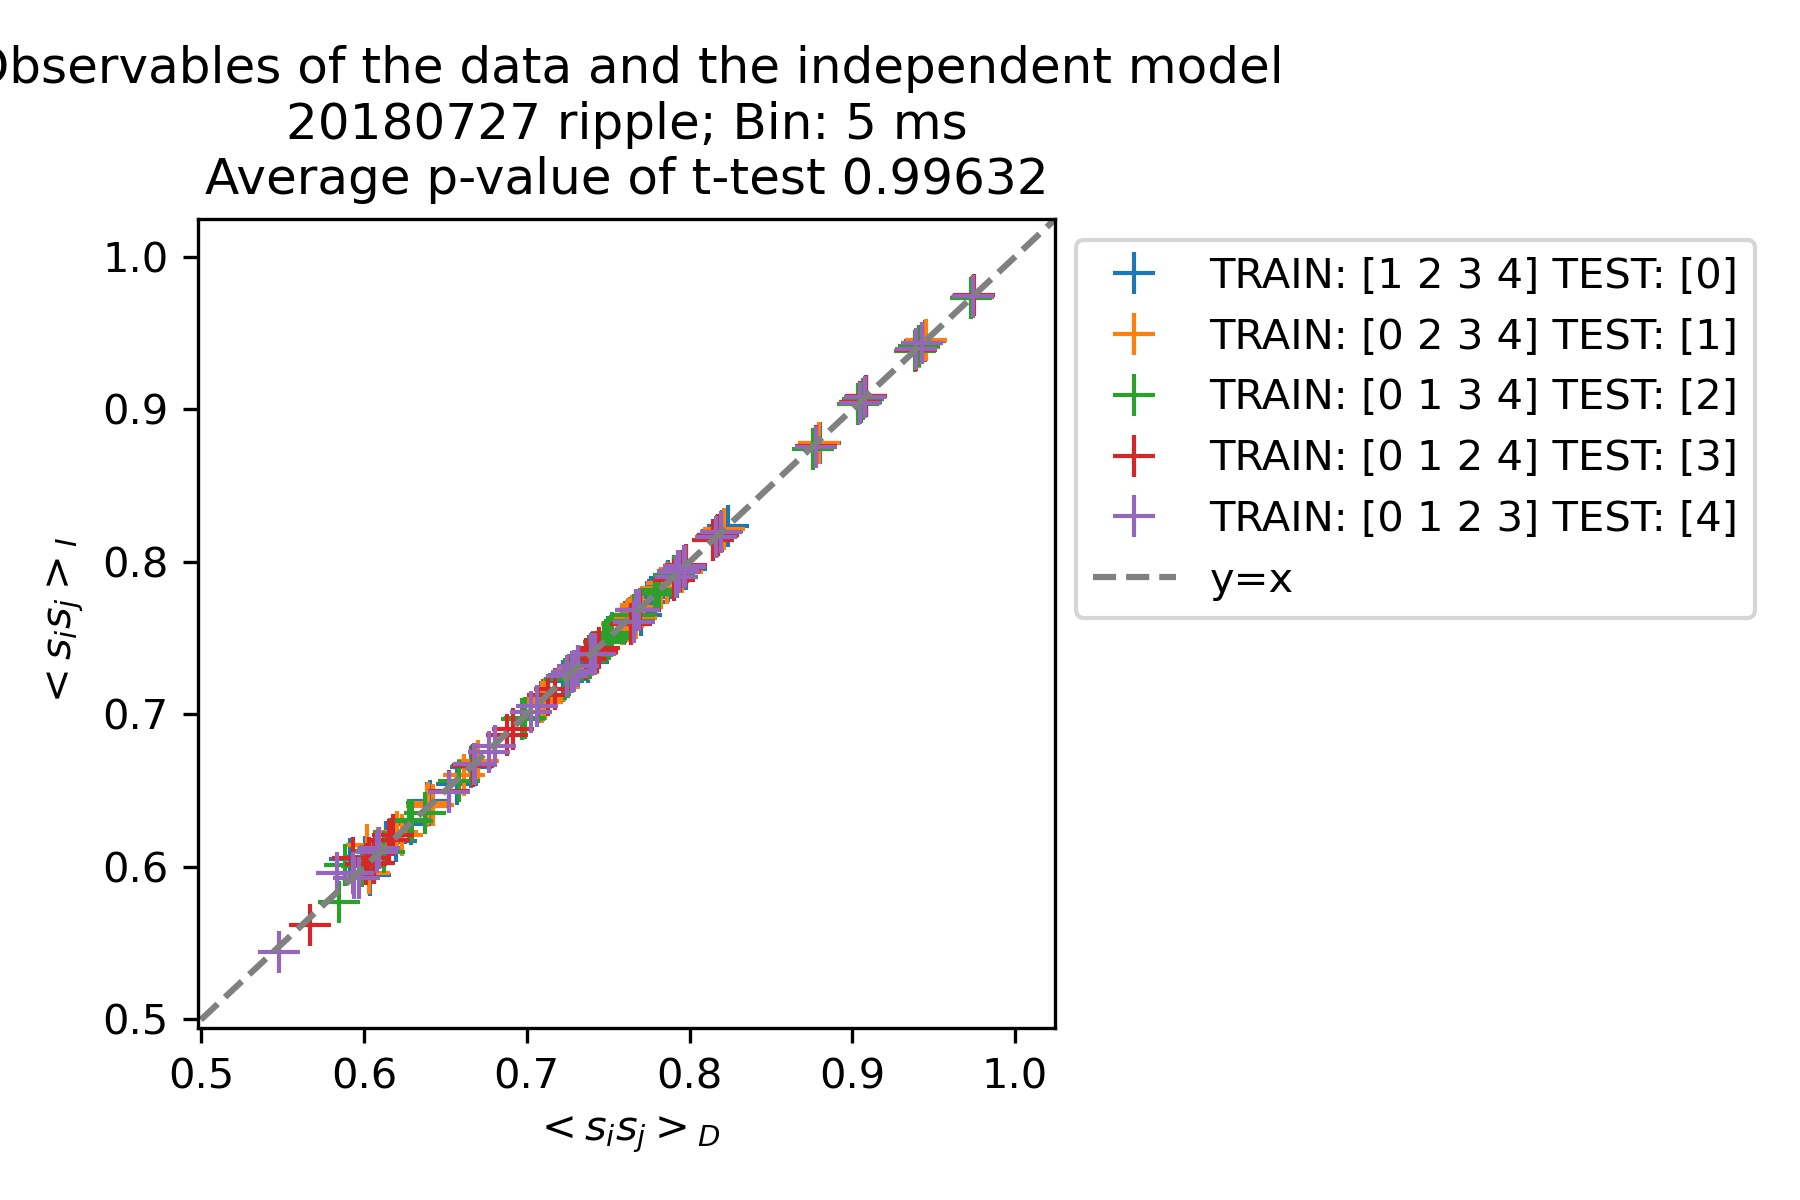 Observables of the data and the independent model
20180727 ripple; Bin: 5 ms
Average p-value of t-test 0.99632
1.0
0.9
0.8
0.7
0.6
0.5
< s_i s_j >_I
0.5 0.6 0.7 0.8 0.9 1.0
< s_i s_j >_D
TRAIN: [1 2 3 4] TEST: [0]
TRAIN: [0 2 3 4] TEST: [1]
TRAIN: [0 1 3 4] TEST: [2]
TRAIN: [0 1 2 4] TEST: [3]
TRAIN: [0 1 2 3] TEST: [4]
y=x